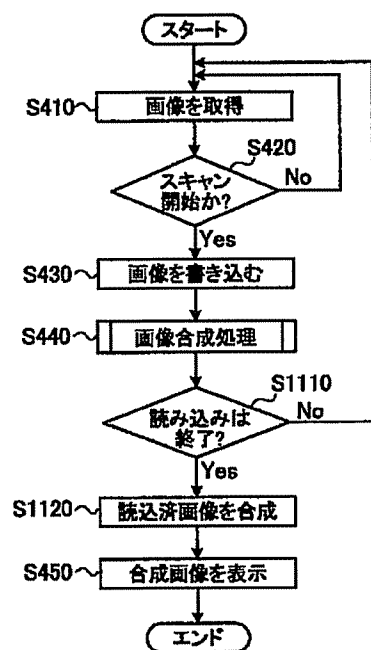 スタート
S410
画像を取得
S420
スキャン
開始か?
No
Yes
S430
画像を書き込む
S440
画像合成処理
S1110
読み込みは
終了?
No
Yes
S1120
読込済画像を合成
S450
合成画像を表示
エンド